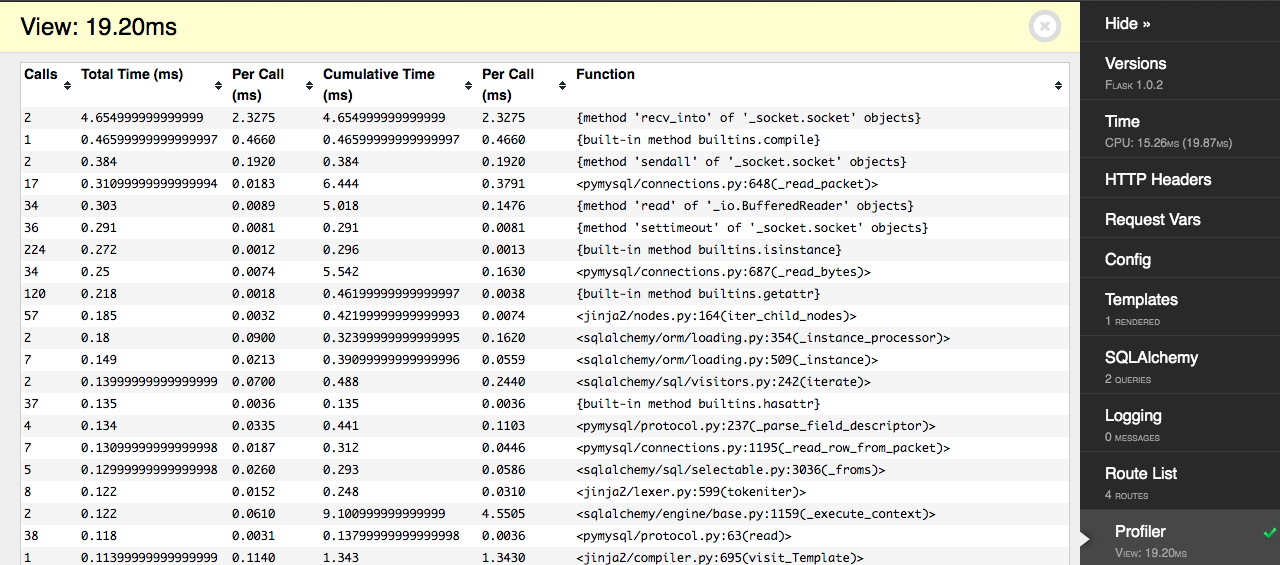 View: 19.20ms
Calls Total Time (ms) Per Call (ms) Cumulative Time (ms) Per Call (ms) Function
2 4.654999999999999 2.3275 4.654999999999999 2.3275 {method 'recv_into' of '_socket.socket' objects}
1 0.46599999999999997 0.4660 0.46599999999999997 0.4660 {built-in method builtins.compile}
2 0.384 0.1920 0.384 0.1920 {method 'sendall' of '_socket.socket' objects}
17 0.31099999999999994 0.0183 6.444 0.3791 <pymysql/connections.py:648(_read_packet)>
34 0.303 0.0089 5.018 0.1476 {method 'read' of '_io.BufferedReader' objects}
36 0.291 0.0081 0.291 0.0081 {method 'settimeout' of '_socket.socket' objects}
224 0.272 0.0012 0.296 0.0013 {built-in method builtins.isinstance}
34 0.25 0.0074 5.542 0.1630 <pymysql/connections.py:687(_read_bytes)>
120 0.218 0.0018 0.46199999999999997 0.0038 {built-in method builtins.getattr}
57 0.185 0.0032 0.42199999999999993 0.0074 <jinja2/nodes.py:164(iter_child_nodes)>
2 0.18 0.0900 0.32399999999999995 0.1620 <sqlalchemy/orm/loading.py:354(_instance_processor)>
7 0.149 0.0213 0.39099999999999996 0.0559 <sqlalchemy/orm/loading.py:509(_instance)>
2 0.13999999999999999 0.0700 0.488 0.2440 <sqlalchemy/sql/visitors.py:242(iterate)>
37 0.135 0.0036 0.135 0.0036 {built-in method builtins.hasattr}
4 0.134 0.0335 0.441 0.1103 <pymysql/protocol.py:237(_parse_field_descriptor)>
7 0.13099999999999998 0.0187 0.312 0.0446 <pymysql/connections.py:1195(_read_row_from_packet)>
5 0.12999999999999998 0.0260 0.293 0.0586 <sqlalchemy/sql/selectable.py:3036(_froms)>
8 0.122 0.0152 0.248 0.0310 <jinja2/lexer.py:599(tokeniter)>
2 0.122 0.0610 9.100999999999999 4.5505 <sqlalchemy/engine/base.py:1159(_execute_context)>
38 0.118 0.0031 0.13799999999999998 0.0036 <pymysql/protocol.py:63(read)>
1 0.11399999999999999 0.1140 1.343 1.3430 <jinja2/compiler.py:695(visit_Template)>
Hide »
Versions
Flask 1.0.2
Time
CPU: 15.26ms (19.87ms)
HTTP Headers
Request Vars
Config
Templates
1 rendered
SQLAlchemy
2 queries
Logging
0 messages
Route List
4 routes
Profiler
View: 19.20ms